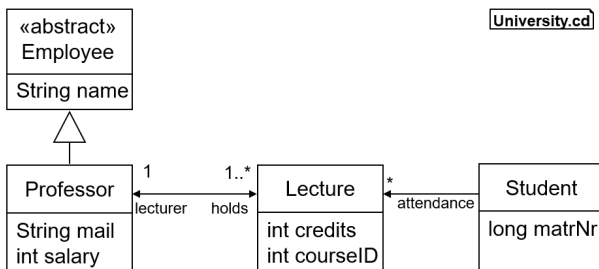 University.cd
«abstract»
Employee
String name
Professor
String mail
int salary
1
lecturer
1..*
holds
Lecture
int credits
int courseID
*
attendance
Student
long matrNr